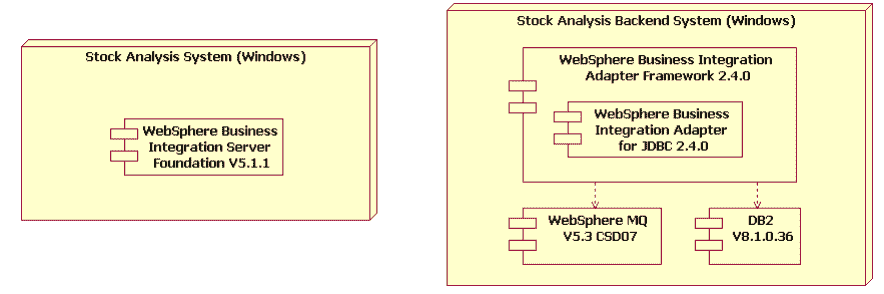 Stock Analysis System (Windows)
WebSphere Business
Integration Server
Foundation V5.1.1
Stock Analysis Backend System (Windows)
WebSphere Business Integration
Adapter Framework 2.4.0
WebSphere Business
Integration Adapter
for JDBC 2.4.0
WebSphere MQ
V5.3 CSD07
DB2
V8.1.0.36